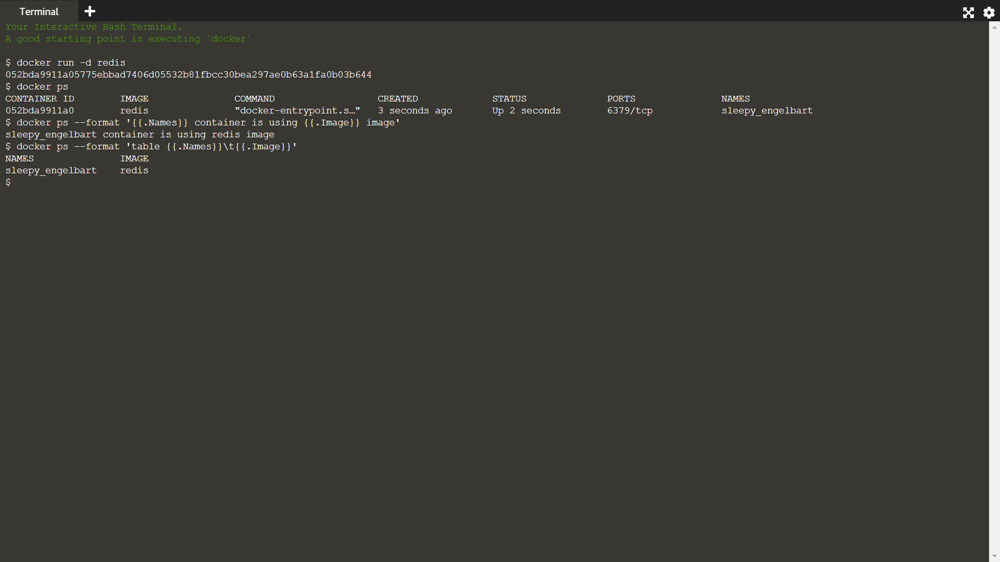 Terminal
Your Interactive Bash Terminal.
A good starting point is executing `docker`
$ docker run -d redis
052bda9911a05775ebbad7406d05532b81fbcc30bea297ae0b63a1fa0b03b644
$ docker ps
CONTAINER ID        IMAGE               COMMAND                  CREATED             STATUS              PORTS               NAMES
052bda9911a0        redis               "docker-entrypoint.s…"   3 seconds ago       Up 2 seconds        6379/tcp            sleepy_engelbart
$ docker ps --format '{{.Names}} container is using {{.Image}} image'
sleepy_engelbart container is using redis image
$ docker ps --format 'table {{.Names}}\t{{.Image}}'
NAMES               IMAGE
sleepy_engelbart    redis
$